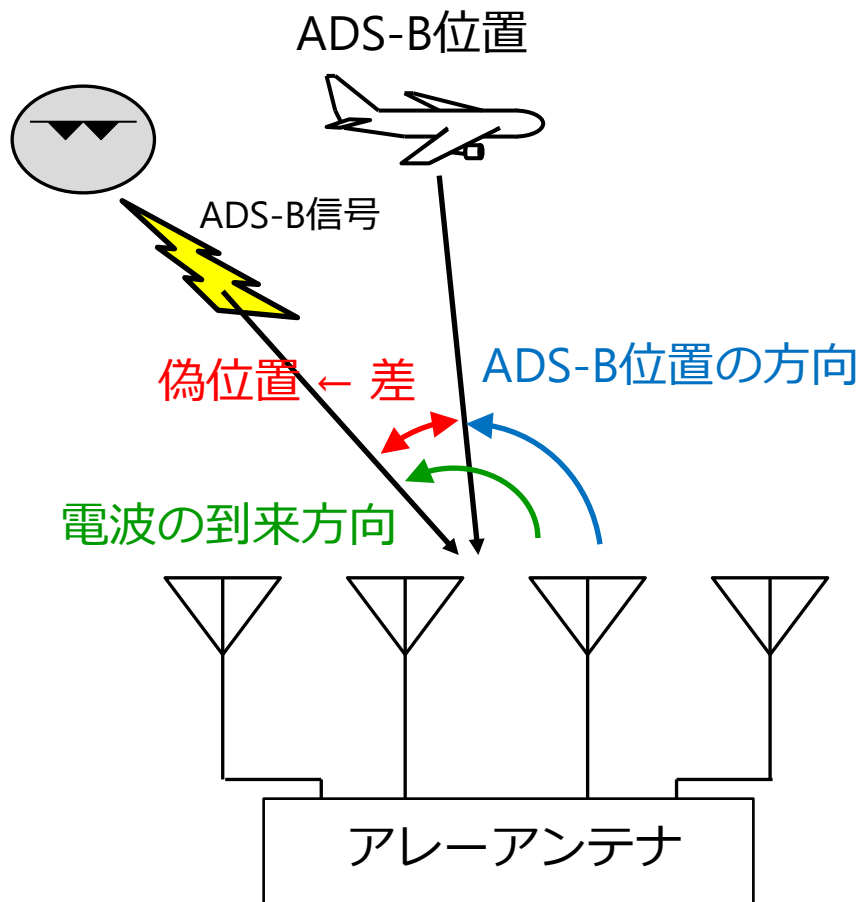 ADS-B位置
ADS-B信号
偽位置 ← 差
ADS-B位置の方向
電波の到来方向
アレーアンテナ